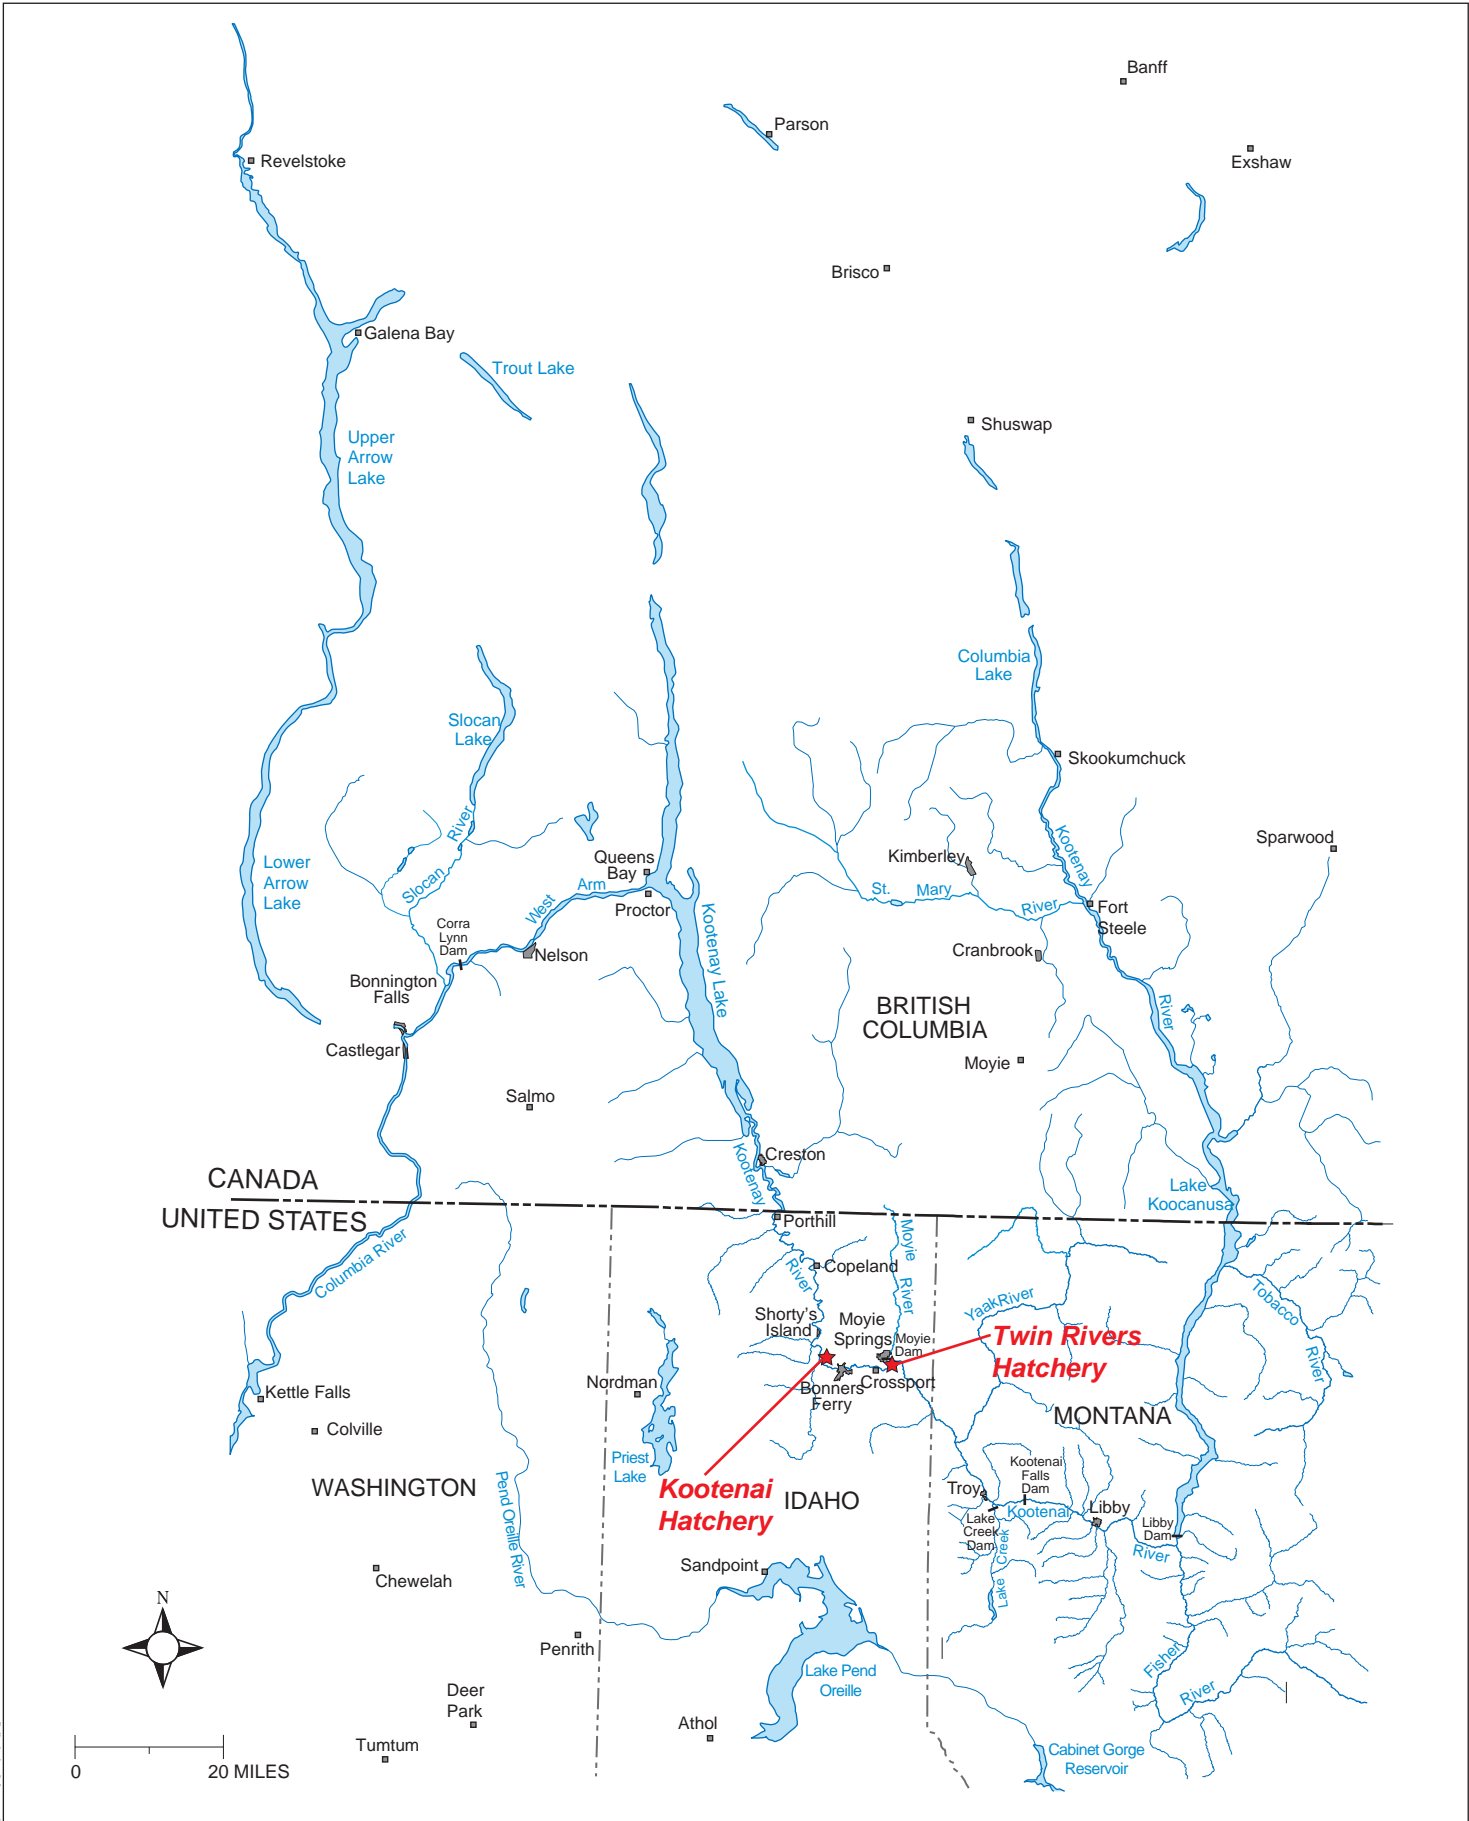 Banff
Parson
Revelstoke
Exshaw
Brisco
Galena Bay
Trout Lake
Shuswap
Upper
Arrow
Lake
Columbia
Lake
Slocan
Lake
Skookumchuck
River
Slocan
Kootenay
Sparwood
Lower
Arrow
Lake
Queens
Bay
Arm
West
Proctor
Kimberley
St. Mary River
Fort
Steele
Corra
Lynn
Dam
Nelson
Kootenay Lake
Cranbrook
Bonnington
Falls
BRITISH
COLUMBIA
River
Castlegar
Moyie
Salmo
Creston
Kootenay
CANADA
UNITED STATES
Lake
Koocanusa
Porthill
Columbia River
Moyie
River
River
Copeland
Yaak River
Tobacco
River
Shorty's
Island
Moyie
Springs
Moyie
Dam
Twin Rivers
Hatchery
Kettle Falls
Nordman
Bonners
Ferry
Crossport
Colville
MONTANA
Priest
Lake
WASHINGTON
Pend Oreille River
Kootenai
Hatchery
IDAHO
Troy
Kootenai
Falls
Dam
Kootenai
Libby
Lake
Creek
Dam
Libby
Dam
River
Lake Creek
Sandpoint
Chewelah
N
Penrith
Lake Pend
Oreille
Fisher
River
Deer
Park
Athol
Tumtum
Cabinet Gorge
Reservoir
0 20 MILES